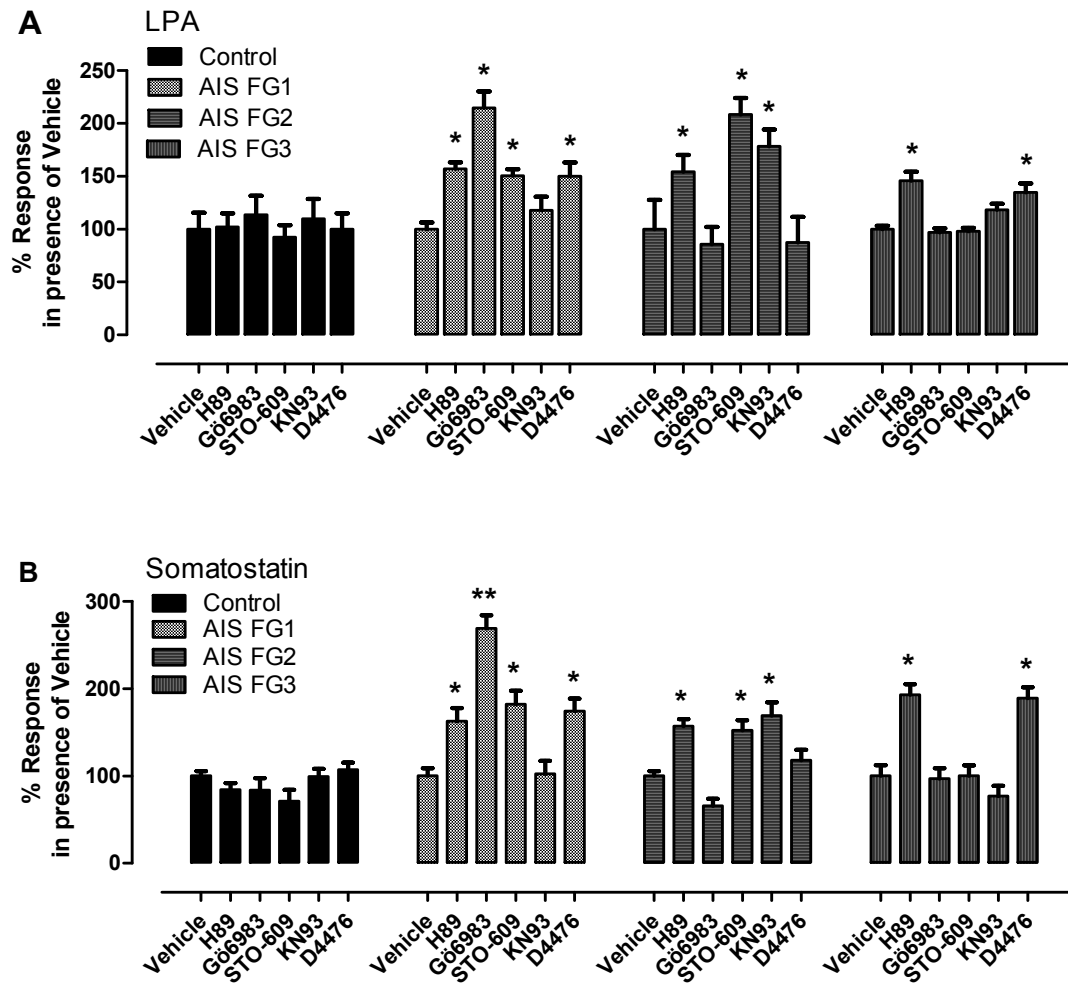 A
LPA
Control
AIS FG1
AIS FG2
AIS FG3
% Response
in presence of Vehicle
250
200
150
100
50
0
* * * * * * * * *
Vehicle H89 Gö6983 STO-609 KN93 D4476 Vehicle H89 Gö6983 STO-609 KN93 D4476 Vehicle H89 Gö6983 STO-609 KN93 D4476 Vehicle H89 Gö6983 STO-609 KN93 D4476
B
Somatostatin
Control
AIS FG1
AIS FG2
AIS FG3
% Response
in presence of Vehicle
300
200
100
0
* ** * * * * * * *
Vehicle H89 Gö6983 STO-609 KN93 D4476 Vehicle H89 Gö6983 STO-609 KN93 D4476 Vehicle H89 Gö6983 STO-609 KN93 D4476 Vehicle H89 Gö6983 STO-609 KN93 D4476